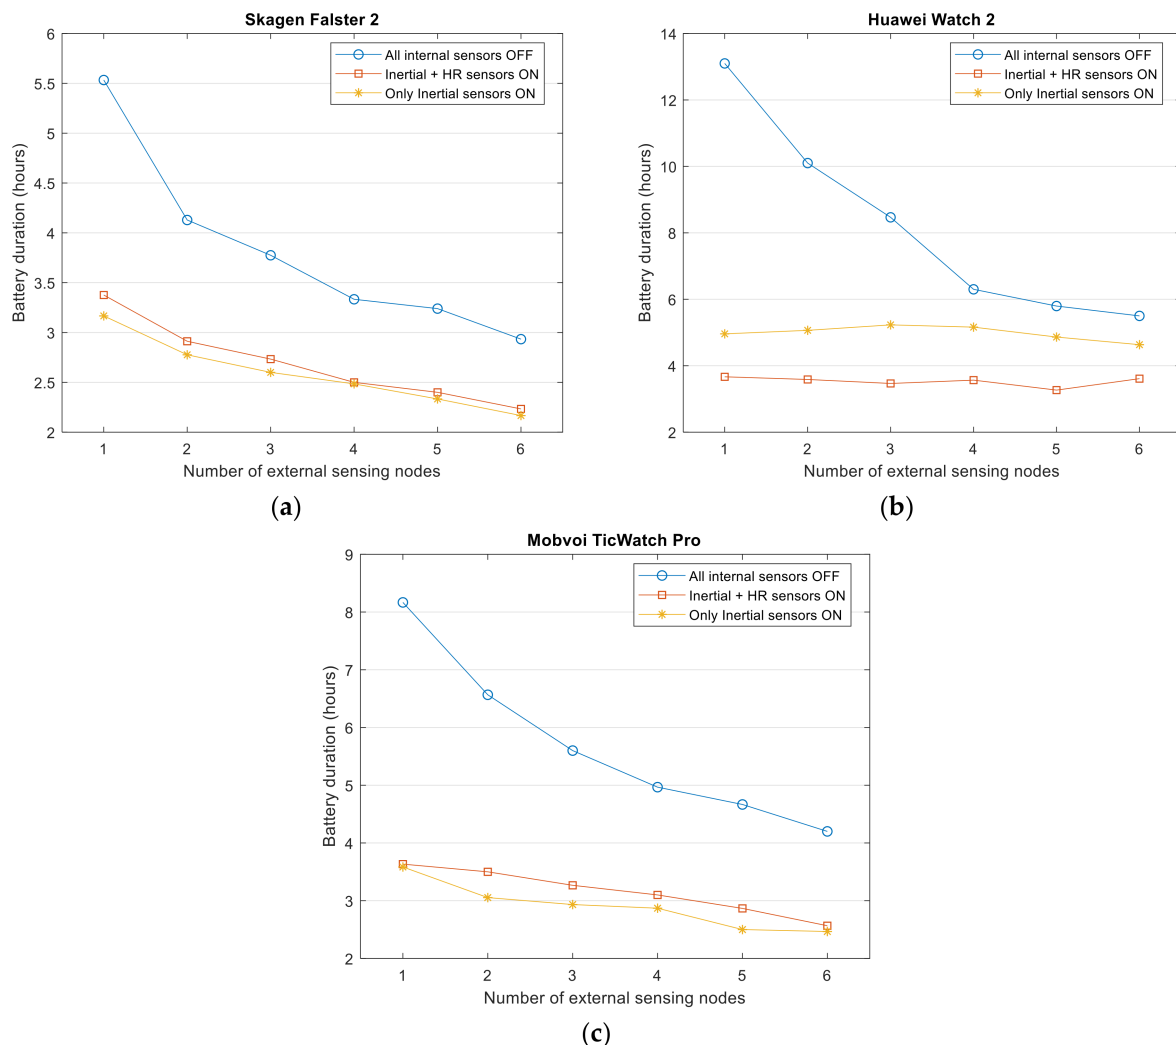 Skagen Falster 2
6
5.5
5
4.5
4
3.5
3
2.5
2
Battery duration (hours)
All internal sensors OFF
Inertial + HR sensors ON
Only Inertial sensors ON
1 2 3 4 5 6
Number of external sensing nodes
(a)
Huawei Watch 2
14
12
10
8
6
4
2
Battery duration (hours)
All internal sensors OFF
Inertial + HR sensors ON
Only Inertial sensors ON
1 2 3 4 5 6
Number of external sensing nodes
(b)
Mobvoi TicWatch Pro
9
8
7
6
5
4
3
2
Battery duration (hours)
All internal sensors OFF
Inertial + HR sensors ON
Only Inertial sensors ON
1 2 3 4 5 6
Number of external sensing nodes
(c)